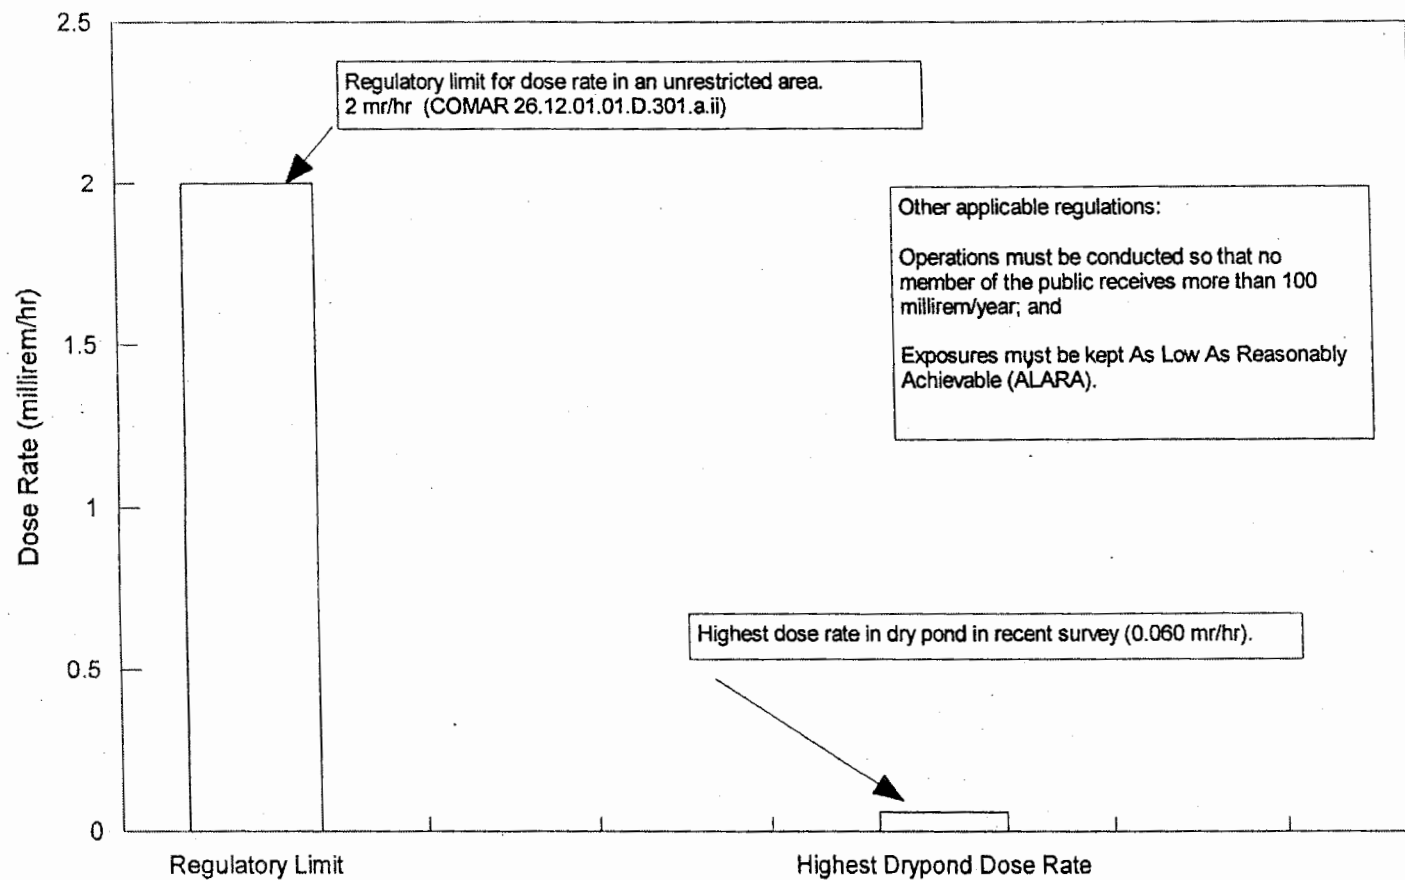 2.5
Regulatory limit for dose rate in an unrestricted area.
2 mr/hr (COMAR 26.12.01.01.D.301.a.ii)
2
Other applicable regulations:
Operations must be conducted so that no
member of the public receives more than 100
millirem/year; and
Exposures must be kept As Low As Reasonably
Achievable (ALARA).
Dose Rate (millirem/hr)
1.5
1
Highest dose rate in dry pond in recent survey (0.060 mr/hr).
0.5
0
Regulatory Limit
Highest Drypond Dose Rate